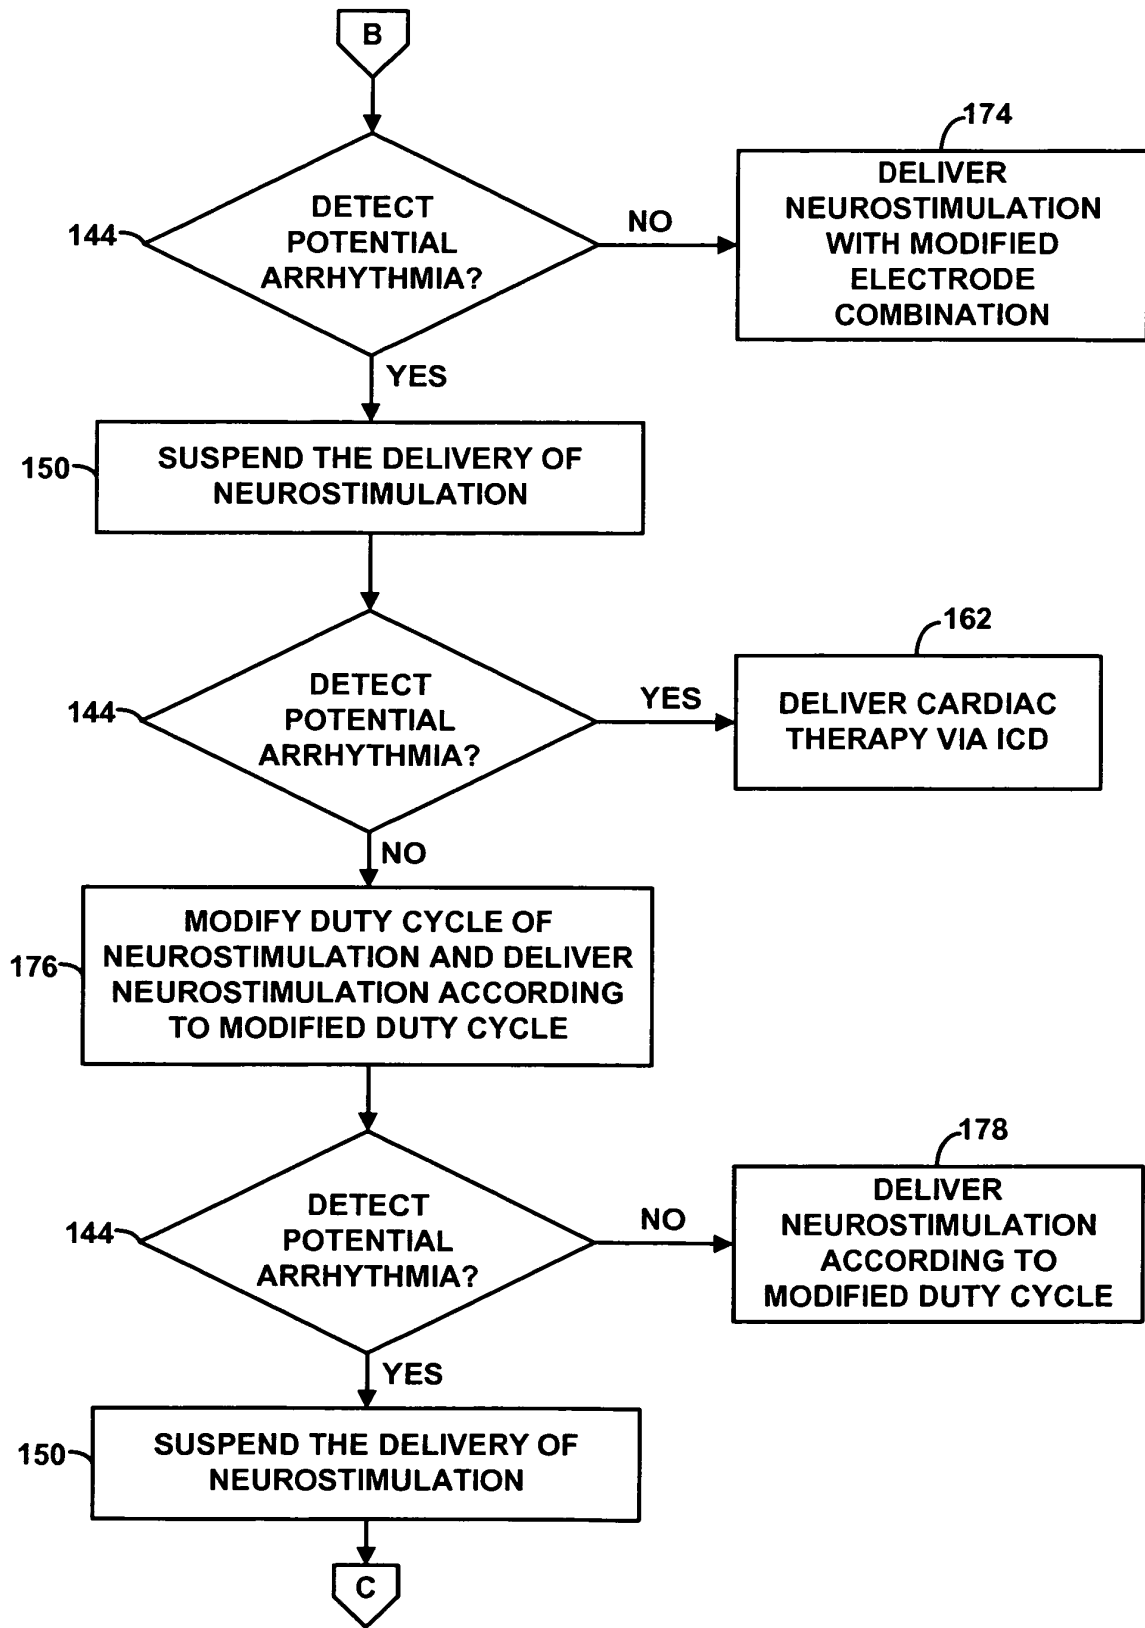 B
144
DETECT
POTENTIAL
ARRHYTHMIA?
NO
174
DELIVER
NEUROSTIMULATION
WITH MODIFIED
ELECTRODE
COMBINATION
YES
150
SUSPEND THE DELIVERY OF
NEUROSTIMULATION
144
DETECT
POTENTIAL
ARRHYTHMIA?
YES
162
DELIVER CARDIAC
THERAPY VIA ICD
NO
176
MODIFY DUTY CYCLE OF
NEUROSTIMULATION AND DELIVER
NEUROSTIMULATION ACCORDING
TO MODIFIED DUTY CYCLE
144
DETECT
POTENTIAL
ARRHYTHMIA?
NO
178
DELIVER
NEUROSTIMULATION
ACCORDING TO
MODIFIED DUTY CYCLE
YES
150
SUSPEND THE DELIVERY OF
NEUROSTIMULATION
C